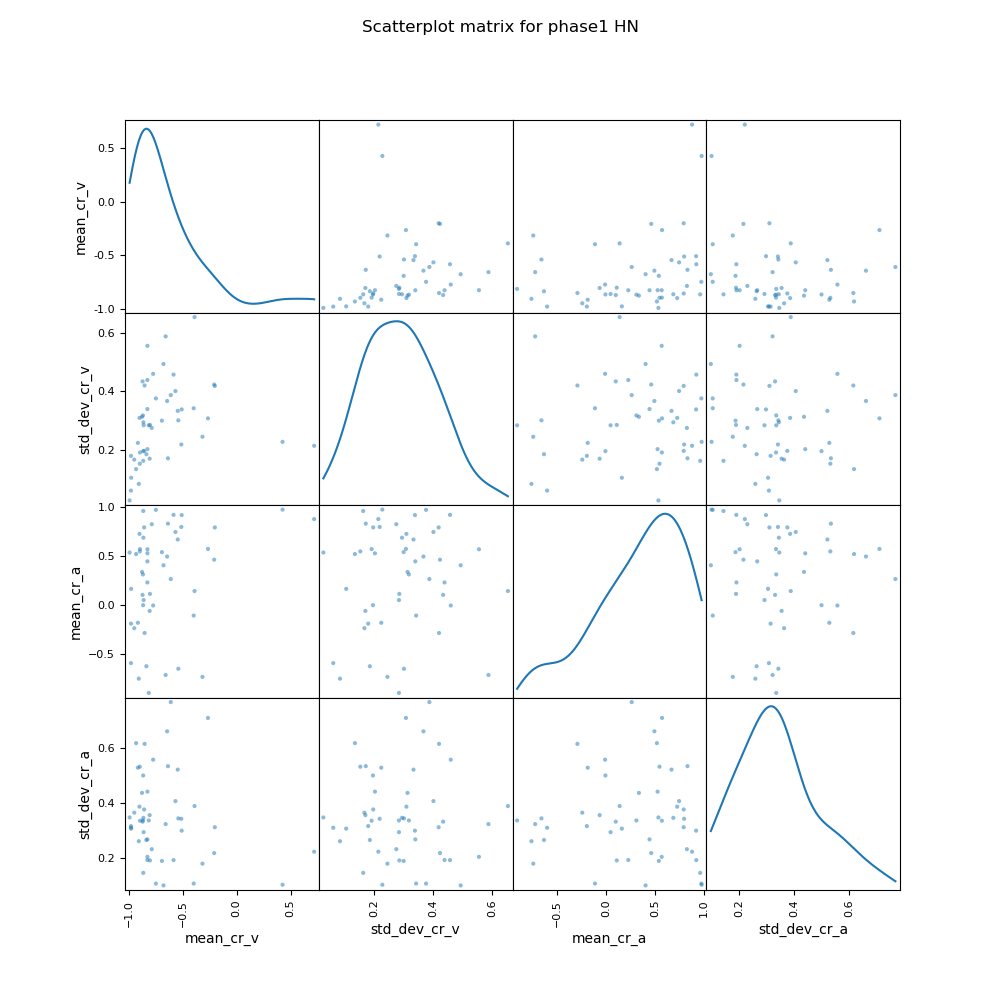 Scatterplot matrix for phase1 HN
mean_cr_v
0.5
0.0
−0.5
−1.0
std_dev_cr_v
0.6
0.4
0.2
mean_cr_a
1.0
0.5
0.0
−0.5
std_dev_cr_a
0.6
0.4
0.2
−1.0 −0.5 0.0 0.5 0.2 0.4 0.6 −0.5 0.0 0.5 1.0 0.2 0.4 0.6
mean_cr_v std_dev_cr_v mean_cr_a std_dev_cr_a